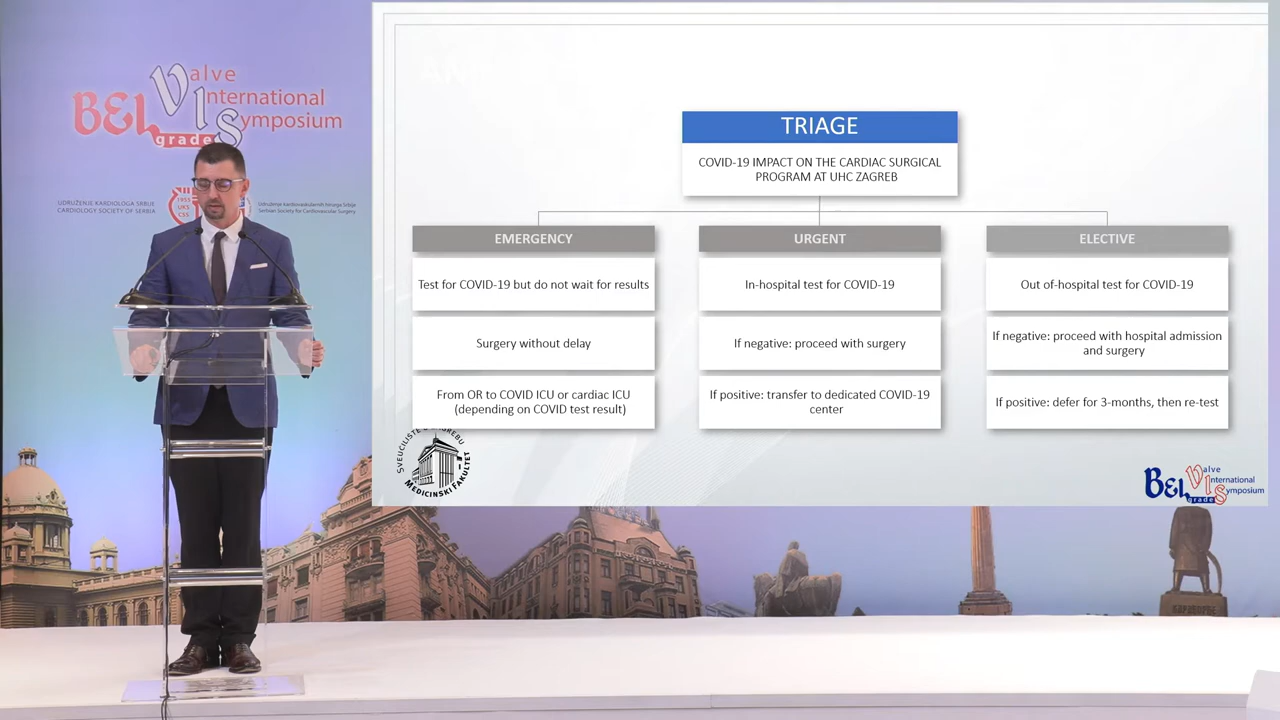 BELgrade
Valve
International
Symposium
UDRUŽENJE KARDIOLOGA SRBIJE
CARDIOLOGY SOCIETY OF SERBIA
1955
UKS
CSS
Udruženje kardiovaskularnih hirurga Srbije
Serbian Society for Cardiovascular Surgery
TRIAGE
COVID-19 IMPACT ON THE CARDIAC SURGICAL
PROGRAM AT UHC ZAGREB
EMERGENCY
Test for COVID-19 but do not wait for results
Surgery without delay
From OR to COVID ICU or cardiac ICU
(depending on COVID test result)
URGENT
In-hospital test for COVID-19
If negative: proceed with surgery
If positive: transfer to dedicated COVID-19
center
ELECTIVE
Out of-hospital test for COVID-19
If negative: proceed with hospital admission
and surgery
If positive: defer for 3-months, then re-test
MEDICINSKI FAKULTET
BELgrade
Valve
International
Symposium